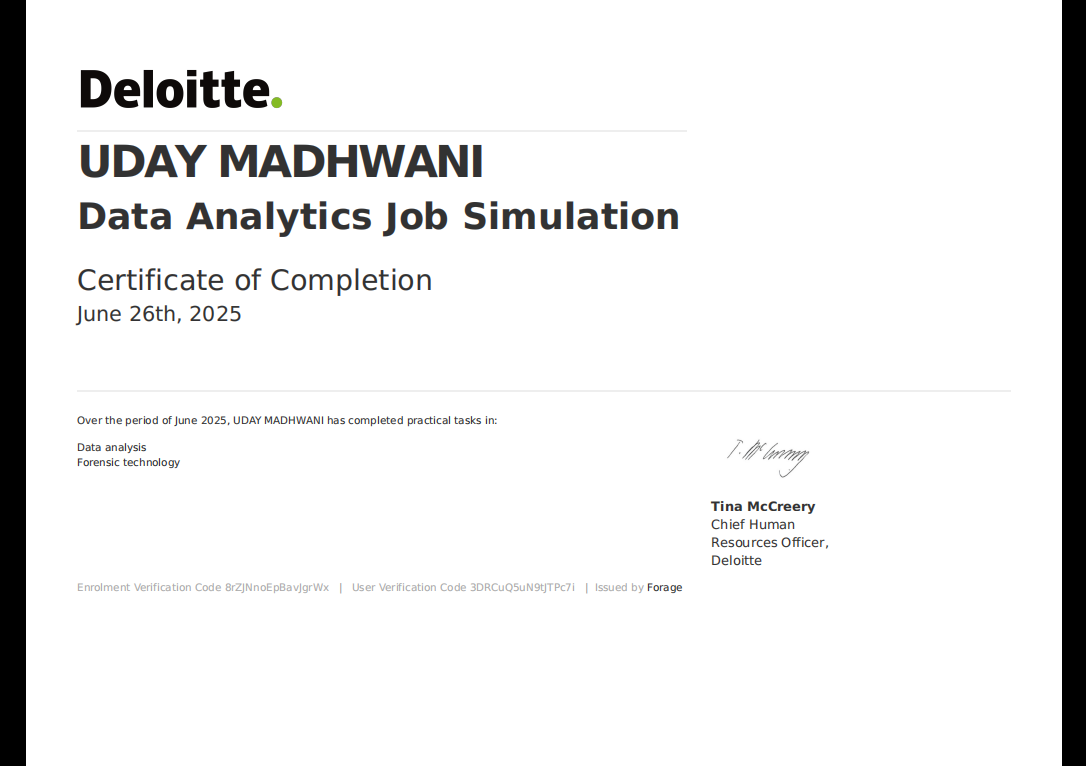 Deloitte.
UDAY MADHWANI
Data Analytics Job Simulation
Certificate of Completion
June 26th, 2025
Over the period of June 2025, UDAY MADHWANI has completed practical tasks in:
Data analysis
Forensic technology
T. McCreery
Tina McCreery
Chief Human
Resources Officer,
Deloitte
Enrolment Verification Code 8rZJNnoEpBavJgrWx | User Verification Code 3DRCuQ5uN9tJTPc7i | Issued by Forage